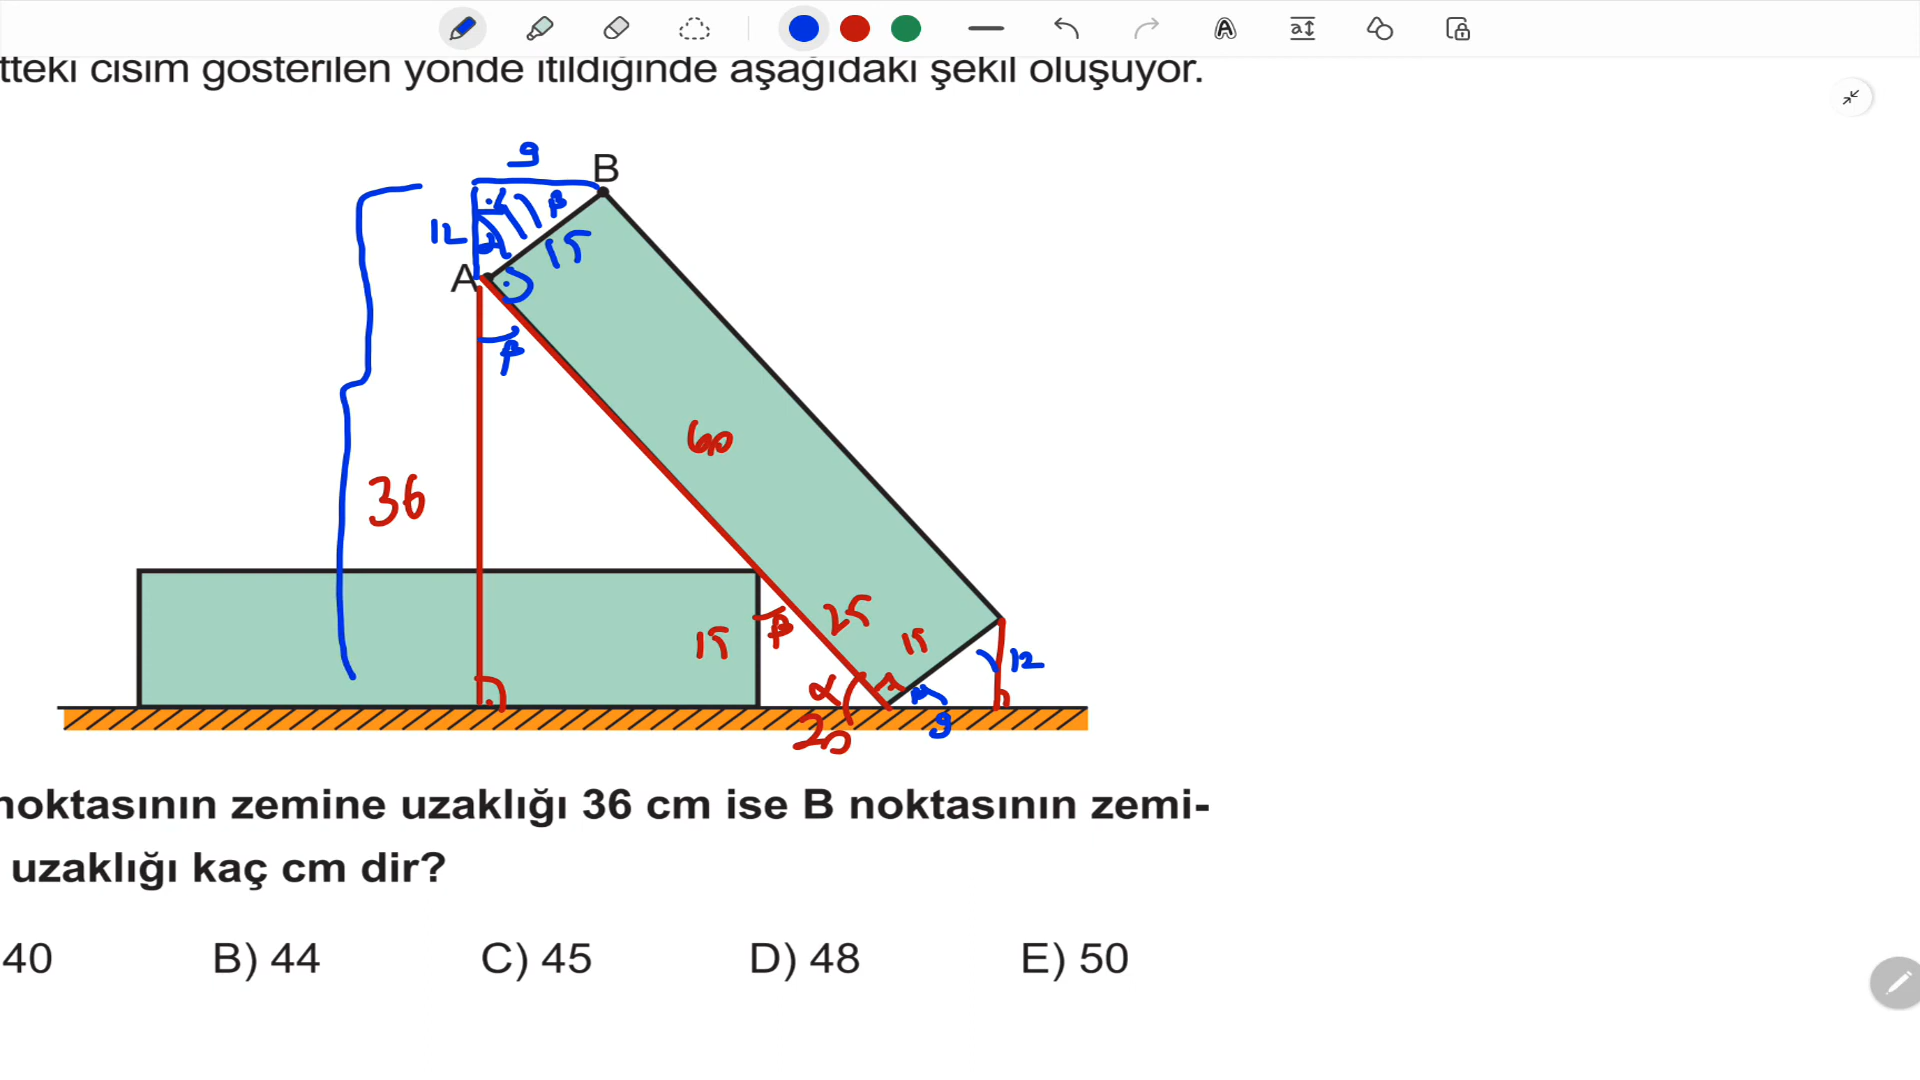 tteki cisim gösterilen yönde itildiğinde aşağıdaki şekil oluşuyor.
9
B
12
β
α
15
A
β
60
36
15
β
25
15
12
α
β
9
20
noktasının zemine uzaklığı 36 cm ise B noktasının zemi-
uzaklığı kaç cm dir?
40 B) 44 C) 45 D) 48 E) 50